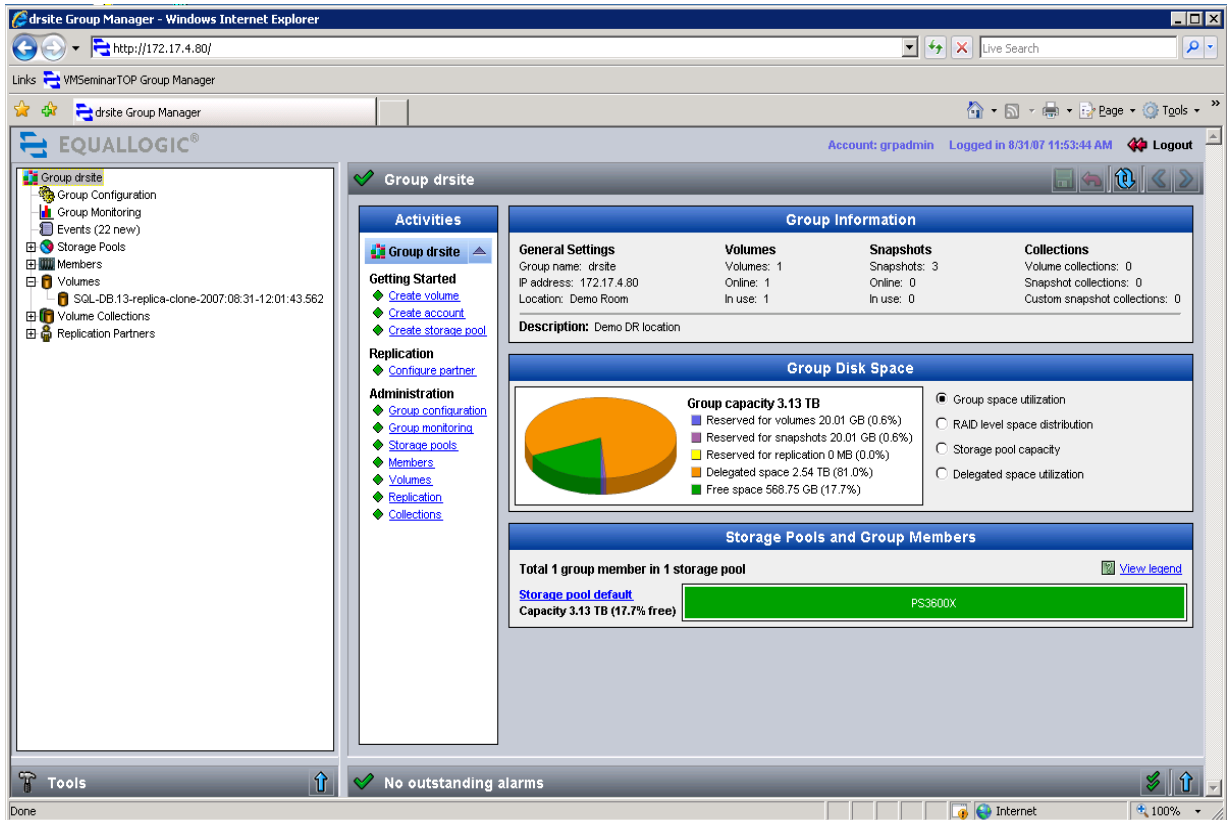 drsite Group Manager - Windows Internet Explorer
http://172.17.4.80/
Live Search
Links VMSeminarTOP Group Manager
drsite Group Manager
Page Tools »
EQUALLOGIC®
Account: grpadmin Logged in 8/31/07 11:53:44 AM Logout
Group drsite
Group Configuration
Group Monitoring
Events (22 new)
Storage Pools
Members
Volumes
SQL-DB.13-replica-clone-2007:08:31-12:01:43.562
Volume Collections
Replication Partners
Tools
Group drsite
Activities
Group drsite
Getting Started
Create volume
Create account
Create storage pool
Replication
Configure partner
Administration
Group configuration
Group monitoring
Storage pools
Members
Volumes
Replication
Collections
Group Information
General Settings
Group name: drsite
IP address: 172.17.4.80
Location: Demo Room
Volumes
Volumes: 1
Online: 1
In use: 1
Snapshots
Snapshots: 3
Online: 0
In use: 0
Collections
Volume collections: 0
Snapshot collections: 0
Custom snapshot collections: 0
Description: Demo DR location
Group Disk Space
Group capacity 3.13 TB
Reserved for volumes 20.01 GB (0.6%)
Reserved for snapshots 20.01 GB (0.6%)
Reserved for replication 0 MB (0.0%)
Delegated space 2.54 TB (81.0%)
Free space 568.75 GB (17.7%)
Group space utilization
RAID level space distribution
Storage pool capacity
Delegated space utilization
Storage Pools and Group Members
Total 1 group member in 1 storage pool
View legend
Storage pool default
Capacity 3.13 TB (17.7% free)
PS3600X
No outstanding alarms
Done
Internet
100%